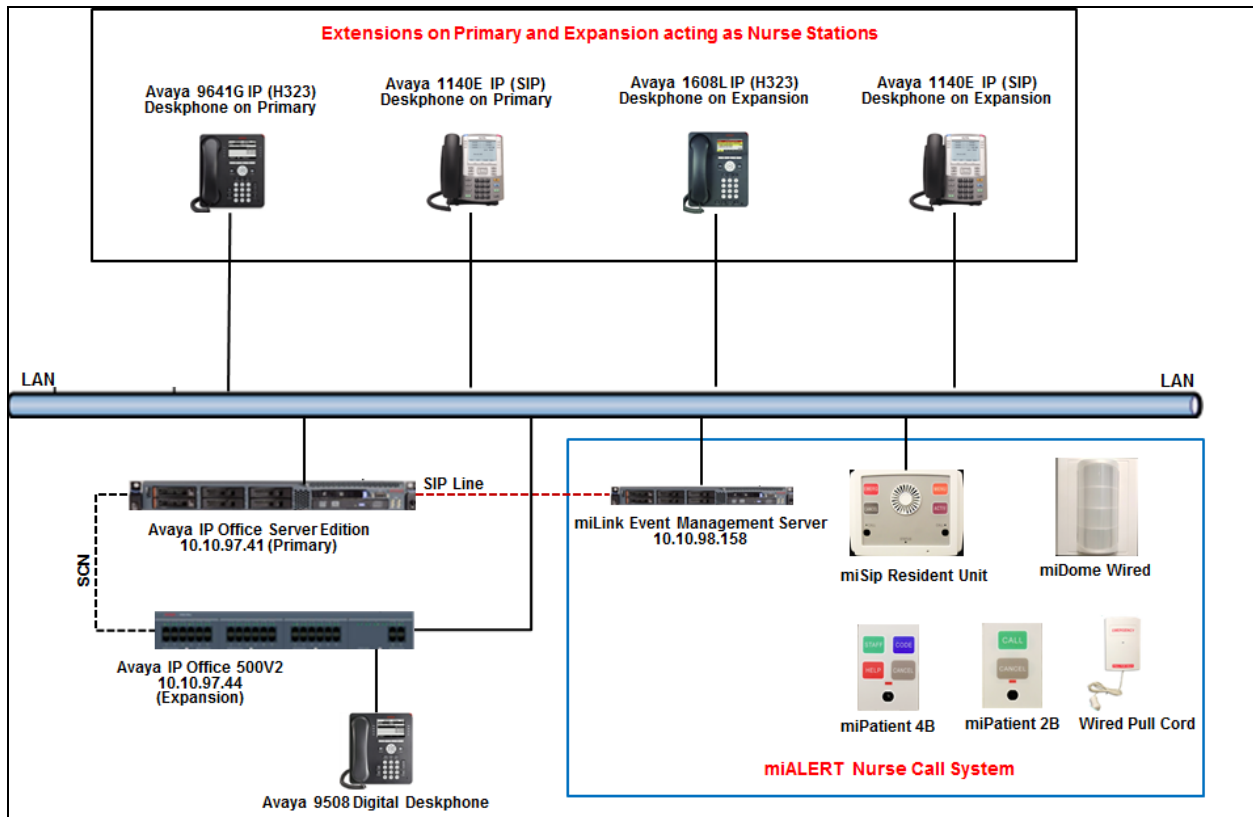 Extensions on Primary and Expansion acting as Nurse Stations
Avaya 9641G IP (H323)
Deskphone on Primary
Avaya 1140E IP (SIP)
Deskphone on Primary
Avaya 1608L IP (H323)
Deskphone on Expansion
Avaya 1140E IP (SIP)
Deskphone on Expansion
LAN
LAN
SIP Line
Avaya IP Office Server Edition
10.10.97.41 (Primary)
miLink Event Management Server
10.10.98.158
miSip Resident Unit
miDome Wired
SCN
Avaya IP Office 500V2
10.10.97.44
(Expansion)
STAFF
CODE
HELP
CANCEL
CALL
CANCEL
miPatient 4B
miPatient 2B
Wired Pull Cord
miALERT Nurse Call System
Avaya 9508 Digital Deskphone